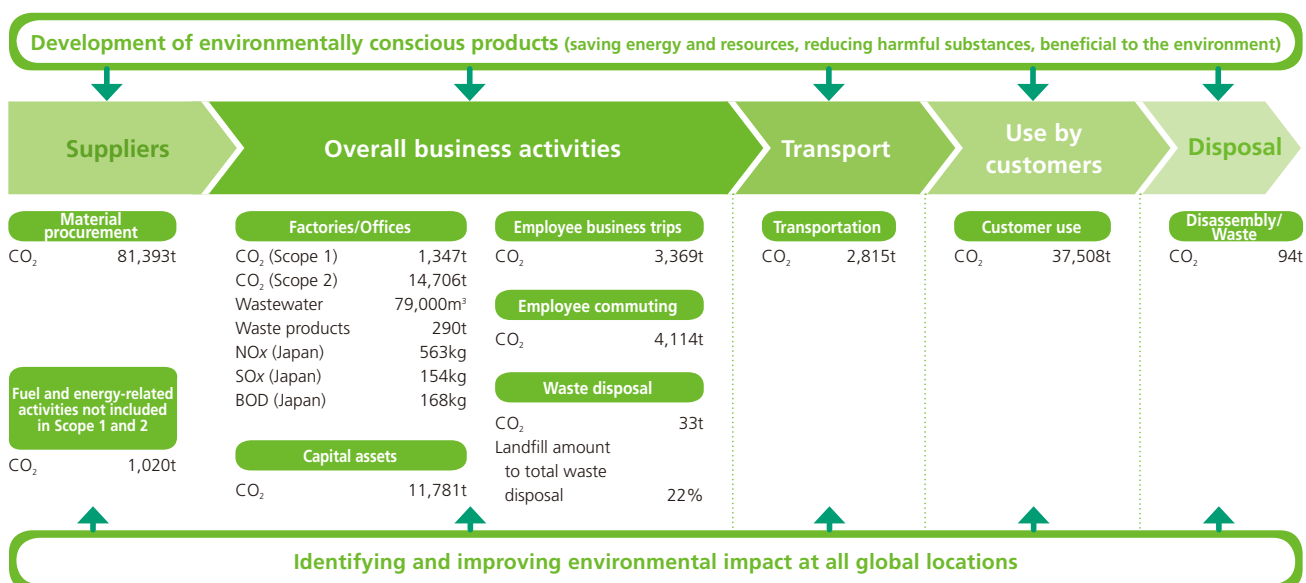 Development of environmentally conscious products (saving energy and resources, reducing harmful substances, beneficial to the environment)
Suppliers
Overall business activities
Transport
Use by
customers
Disposal
Material
procurement
CO₂ 81,393t
Fuel and energy-related
activities not included
in Scope 1 and 2
CO₂ 1,020t
Factories/Offices
CO₂ (Scope 1) 1,347t
CO₂ (Scope 2) 14,706t
Wastewater 79,000m³
Waste products 290t
NOx (Japan) 563kg
SOx (Japan) 154kg
BOD (Japan) 168kg
Capital assets
CO₂ 11,781t
Employee business trips
CO₂ 3,369t
Employee commuting
CO₂ 4,114t
Waste disposal
CO₂ 33t
Landfill amount
to total waste
disposal 22%
Transportation
CO₂ 2,815t
Customer use
CO₂ 37,508t
Disassembly/
Waste
CO₂ 94t
Identifying and improving environmental impact at all global locations